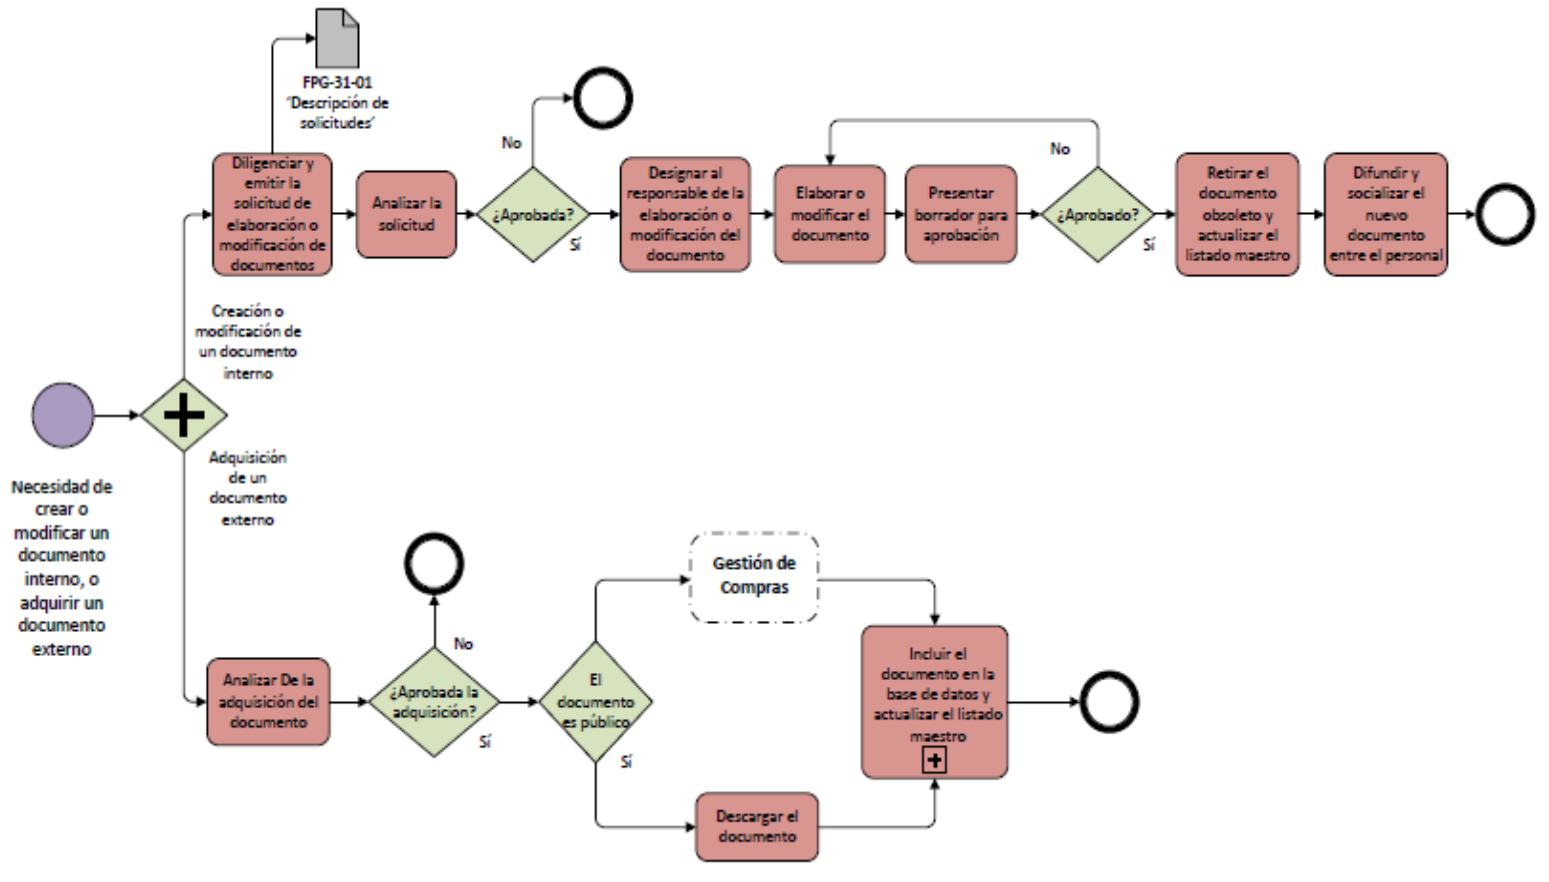 FPG-31-01
‘Descripción de
solicitudes’
Diligenciar y
emitir la
solicitud de
elaboración o
modificación de
documentos
Analizar la
solicitud
¿Aprobada?
No
Sí
Designar al
responsable de la
elaboración o
modificación del
documento
Elaborar o
modificar el
documento
Presentar
borrador para
aprobación
¿Aprobado?
No
Sí
Retirar el
documento
obsoleto y
actualizar el
listado maestro
Difundir y
socializar el
nuevo
documento
entre el personal
Creación o
modificación de
un documento
interno
Adquisición
de un
documento
externo
Necesidad de
crear o
modificar un
documento
interno, o
adquirir un
documento
externo
Analizar De la
adquisición del
documento
¿Aprobada la
adquisición?
No
Sí
El
documento
es público
Sí
Gestión de
Compras
Descargar el
documento
Incluir el
documento en la
base de datos y
actualizar el listado
maestro